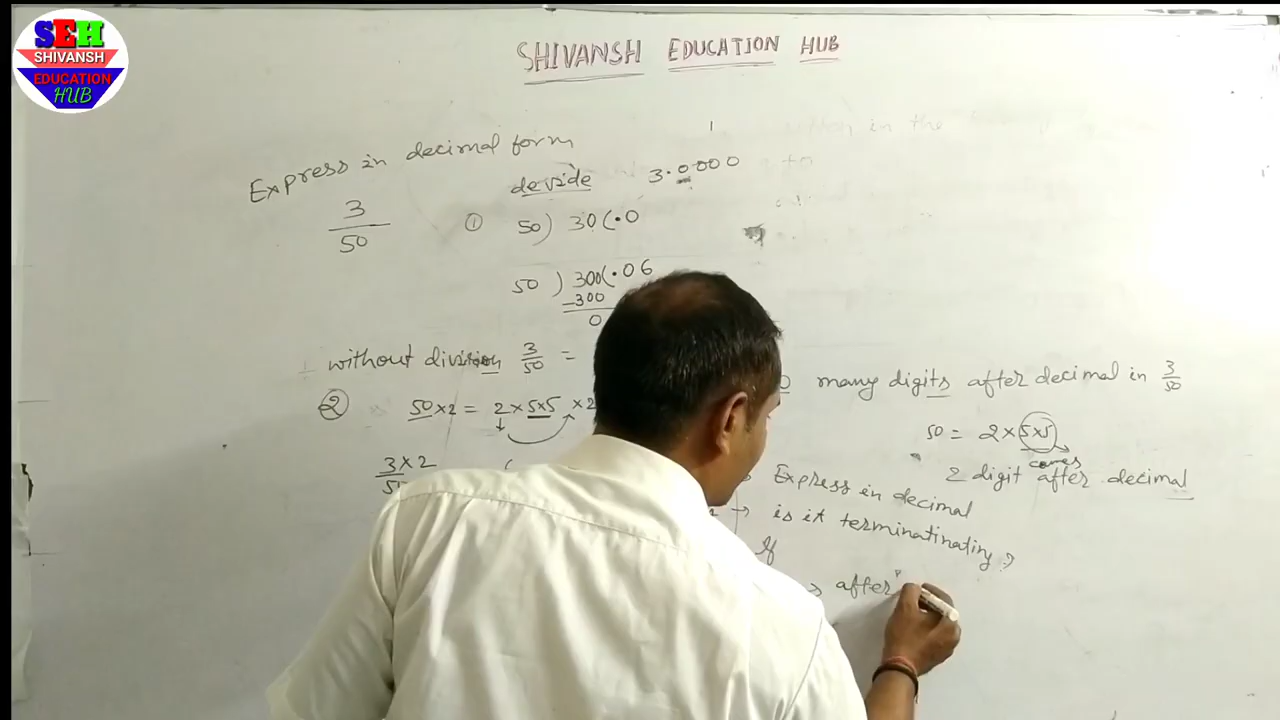 SEH
SHIVANSH
EDUCATION
HUB
SHIVANSH EDUCATION HUB
Express in decimal form
3/50
devide 3.0000
① 50) 30(.0
50 ) 300(.06
-300
0
without division 3/50 =
② 50×2 = 2×5×5 ×2
3×2
many digits after decimal in 3/50
50 = 2×5×5
comes
2 digit after decimal
Express in decimal
→ is it terminatinating ?
If
after